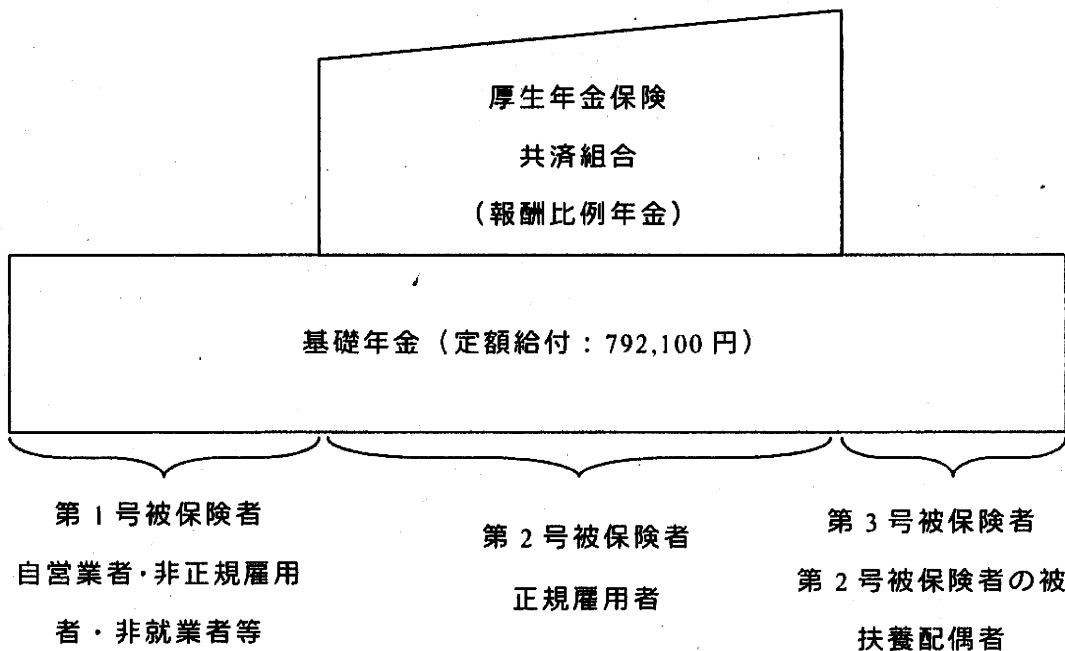 厚生年金保険
共済組合
（報酬比例年金）
基礎年金（定額給付：792,100 円）
第 1 号被保険者
自営業者・非正規雇用
者・非就業者等
第 2 号被保険者
正規雇用者
第 3 号被保険者
第 2 号被保険者の被
扶養配偶者